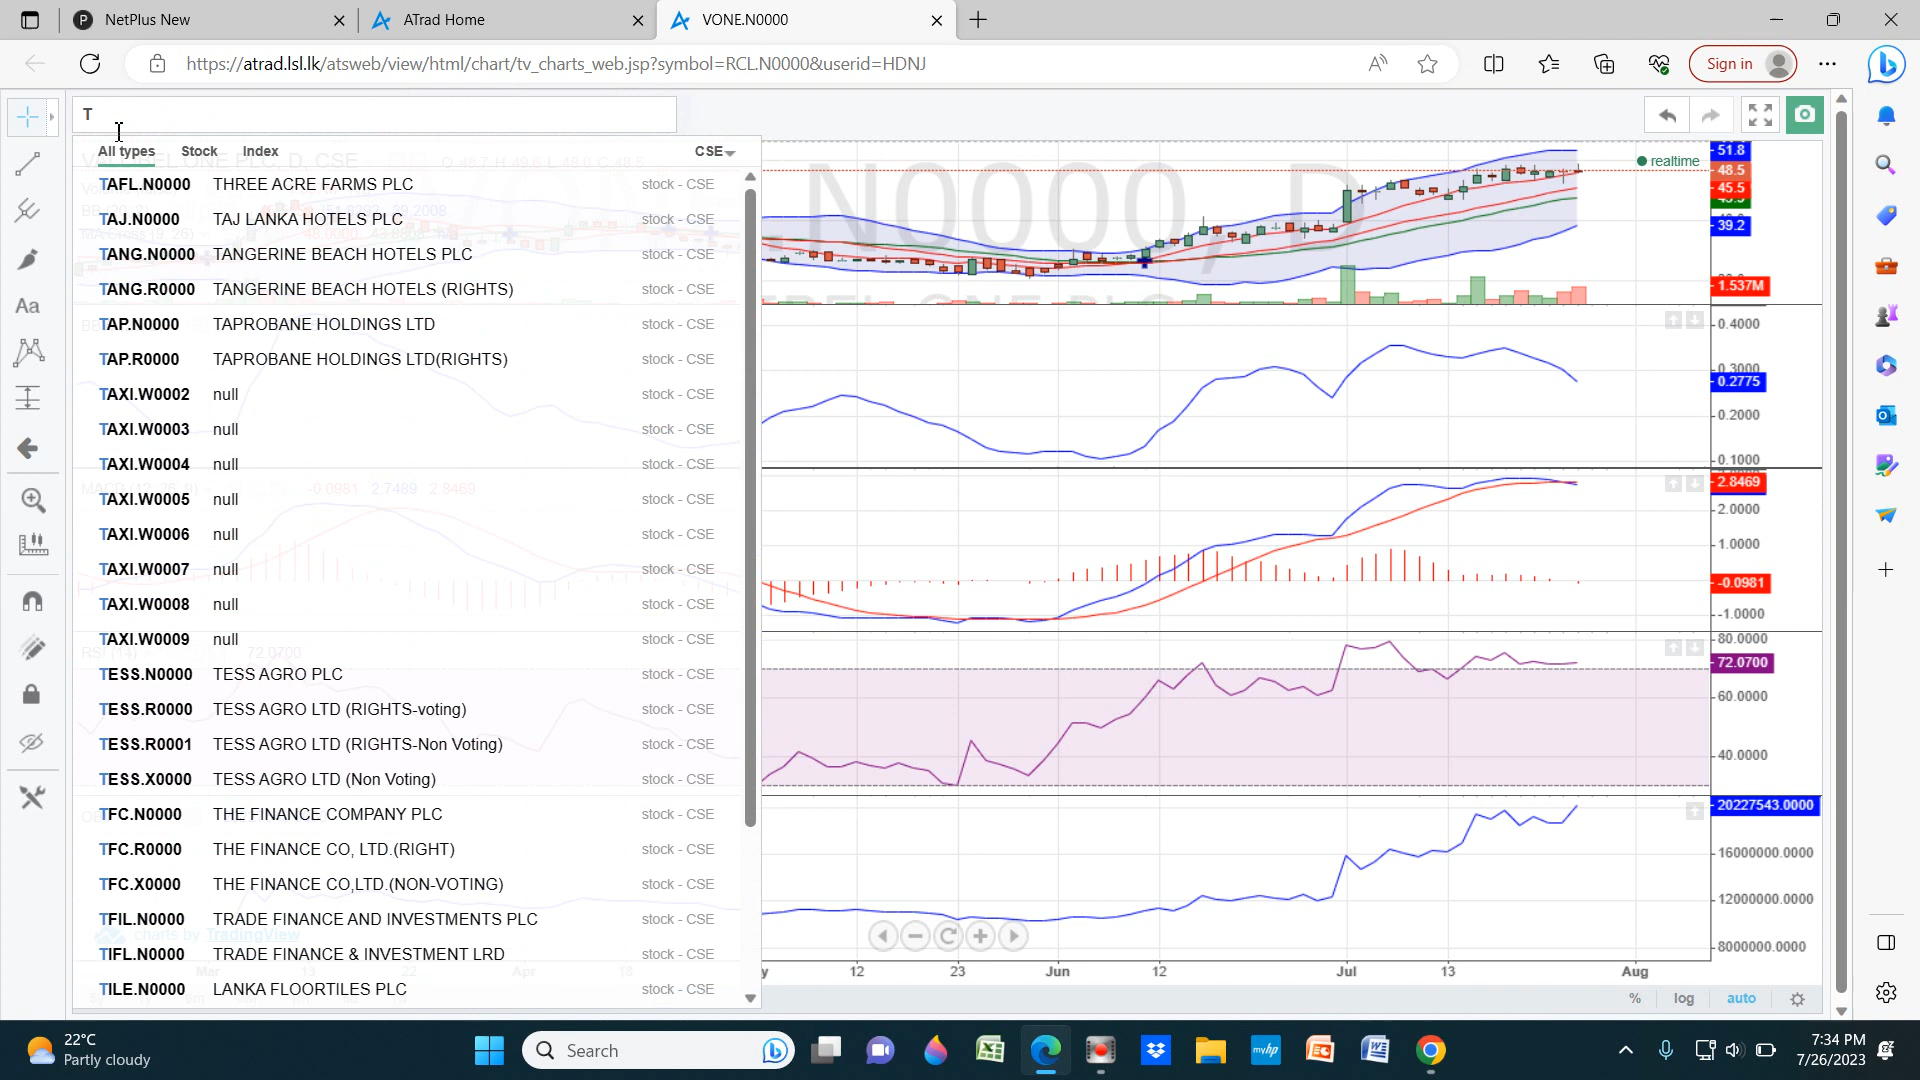 NetPlus New
ATrad Home
VONE.N0000
https://atrad.lsl.lk/atsweb/view/html/chart/tv_charts_web.jsp?symbol=RCL.N0000&userid=HDNJ
Sign in
T
All types Stock Index CSE
TAFL.N0000 THREE ACRE FARMS PLC stock - CSE
TAJ.N0000 TAJ LANKA HOTELS PLC stock - CSE
TANG.N0000 TANGERINE BEACH HOTELS PLC stock - CSE
TANG.R0000 TANGERINE BEACH HOTELS (RIGHTS) stock - CSE
TAP.N0000 TAPROBANE HOLDINGS LTD stock - CSE
TAP.R0000 TAPROBANE HOLDINGS LTD(RIGHTS) stock - CSE
TAXI.W0002 null stock - CSE
TAXI.W0003 null stock - CSE
TAXI.W0004 null stock - CSE
TAXI.W0005 null stock - CSE
TAXI.W0006 null stock - CSE
TAXI.W0007 null stock - CSE
TAXI.W0008 null stock - CSE
TAXI.W0009 null stock - CSE
TESS.N0000 TESS AGRO PLC stock - CSE
TESS.R0000 TESS AGRO LTD (RIGHTS-voting) stock - CSE
TESS.R0001 TESS AGRO LTD (RIGHTS-Non Voting) stock - CSE
TESS.X0000 TESS AGRO LTD (Non Voting) stock - CSE
TFC.N0000 THE FINANCE COMPANY PLC stock - CSE
TFC.R0000 THE FINANCE CO, LTD.(RIGHT) stock - CSE
TFC.X0000 THE FINANCE CO,LTD.(NON-VOTING) stock - CSE
TFIL.N0000 TRADE FINANCE AND INVESTMENTS PLC stock - CSE
TIFL.N0000 TRADE FINANCE & INVESTMENT LRD stock - CSE
TILE.N0000 LANKA FLOORTILES PLC stock - CSE
charts by TradingView
.N0000, D
realtime
51.8
48.5
45.5
39.2
1.537M
0.4000
0.3000
0.2775
0.2000
0.1000
2.8469
2.0000
1.0000
-0.0981
-1.0000
80.0000
72.0700
60.0000
40.0000
20227543.0000
16000000.0000
12000000.0000
8000000.0000
12 23 Jun 12 Jul 13 Aug
% log auto
Aa
22°C
Partly cloudy
Search
myhp
7:34 PM
7/26/2023